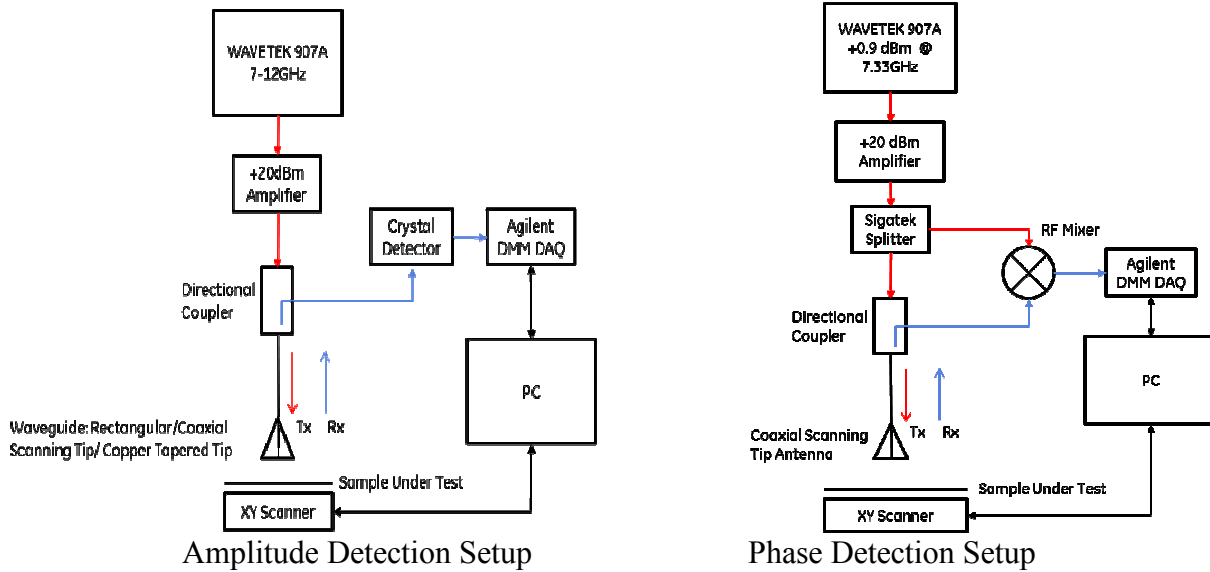 WAVETEK 907A
7-12GHz
+20dBm
Amplifier
Crystal
Detector
Agilent
DMM DAQ
Directional
Coupler
PC
Waveguide: Rectangular/Coaxial
Scanning Tip/ Copper Tapered Tip
Tx
Rx
Sample Under Test
XY Scanner
Amplitude Detection Setup
WAVETEK 907A
+0.9 dBm @
7.33GHz
+20 dBm
Amplifier
Sigatek
Splitter
RF Mixer
Agilent
DMM DAQ
Directional
Coupler
PC
Coaxial Scanning
Tip Antenna
Tx
Rx
Sample Under Test
XY Scanner
Phase Detection Setup